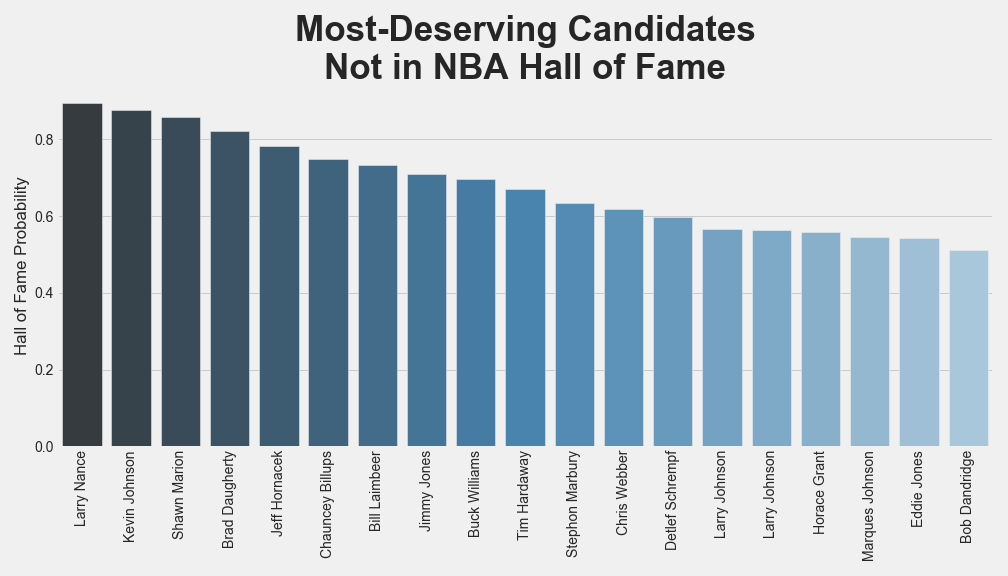 Most-Deserving Candidates
Not in NBA Hall of Fame
Hall of Fame Probability
0.8
0.6
0.4
0.2
0.0
Larry Nance
Kevin Johnson
Shawn Marion
Brad Daugherty
Jeff Hornacek
Chauncey Billups
Bill Laimbeer
Jimmy Jones
Buck Williams
Tim Hardaway
Stephon Marbury
Chris Webber
Detlef Schrempf
Larry Johnson
Larry Johnson
Horace Grant
Marques Johnson
Eddie Jones
Bob Dandridge